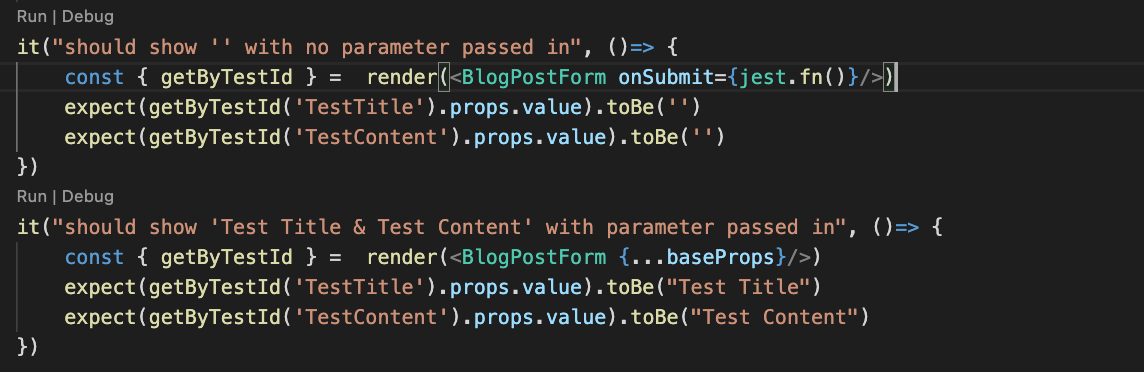 Run | Debug
it("should show '' with no parameter passed in", ()=> {
    const { getByTestId } =  render(<BlogPostForm onSubmit={jest.fn()}/>)
    expect(getByTestId('TestTitle').props.value).toBe('')
    expect(getByTestId('TestContent').props.value).toBe('')
})
Run | Debug
it("should show 'Test Title & Test Content' with parameter passed in", ()=> {
    const { getByTestId } =  render(<BlogPostForm {...baseProps}/>)
    expect(getByTestId('TestTitle').props.value).toBe("Test Title")
    expect(getByTestId('TestContent').props.value).toBe("Test Content")
})